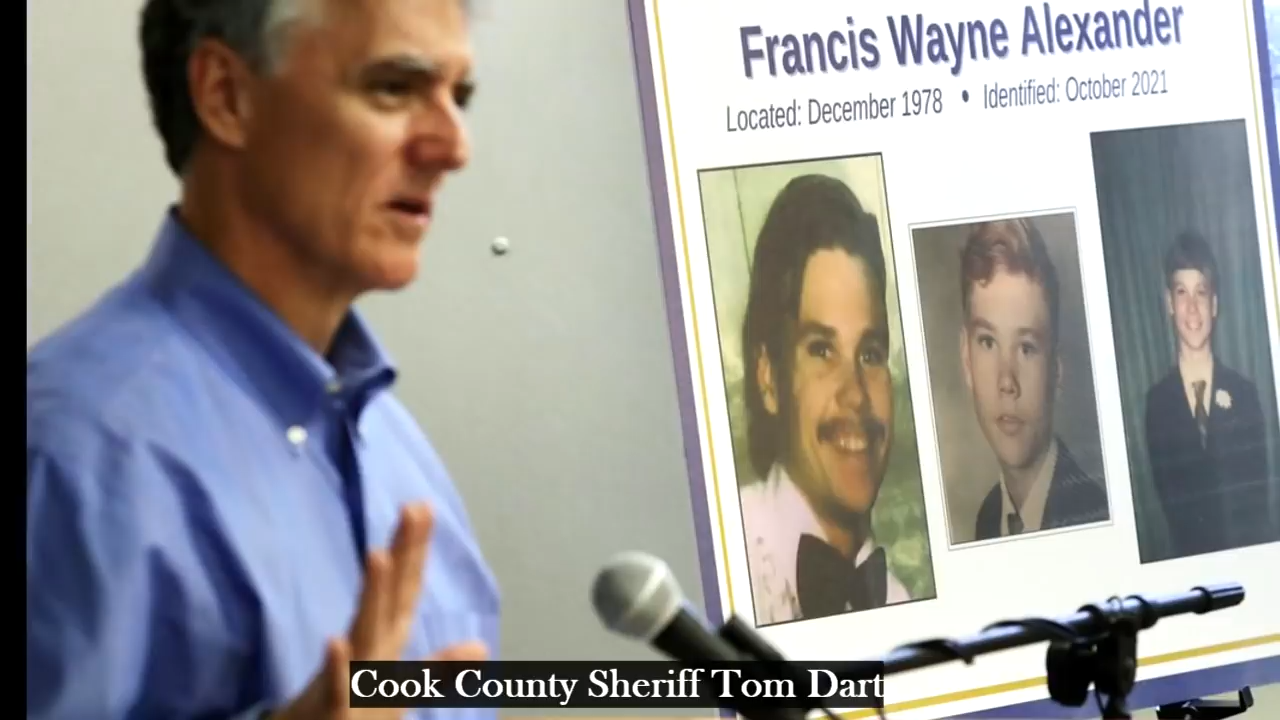 Francis Wayne Alexander
Located: December 1978 • Identified: October 2021
Cook County Sheriff Tom Dart